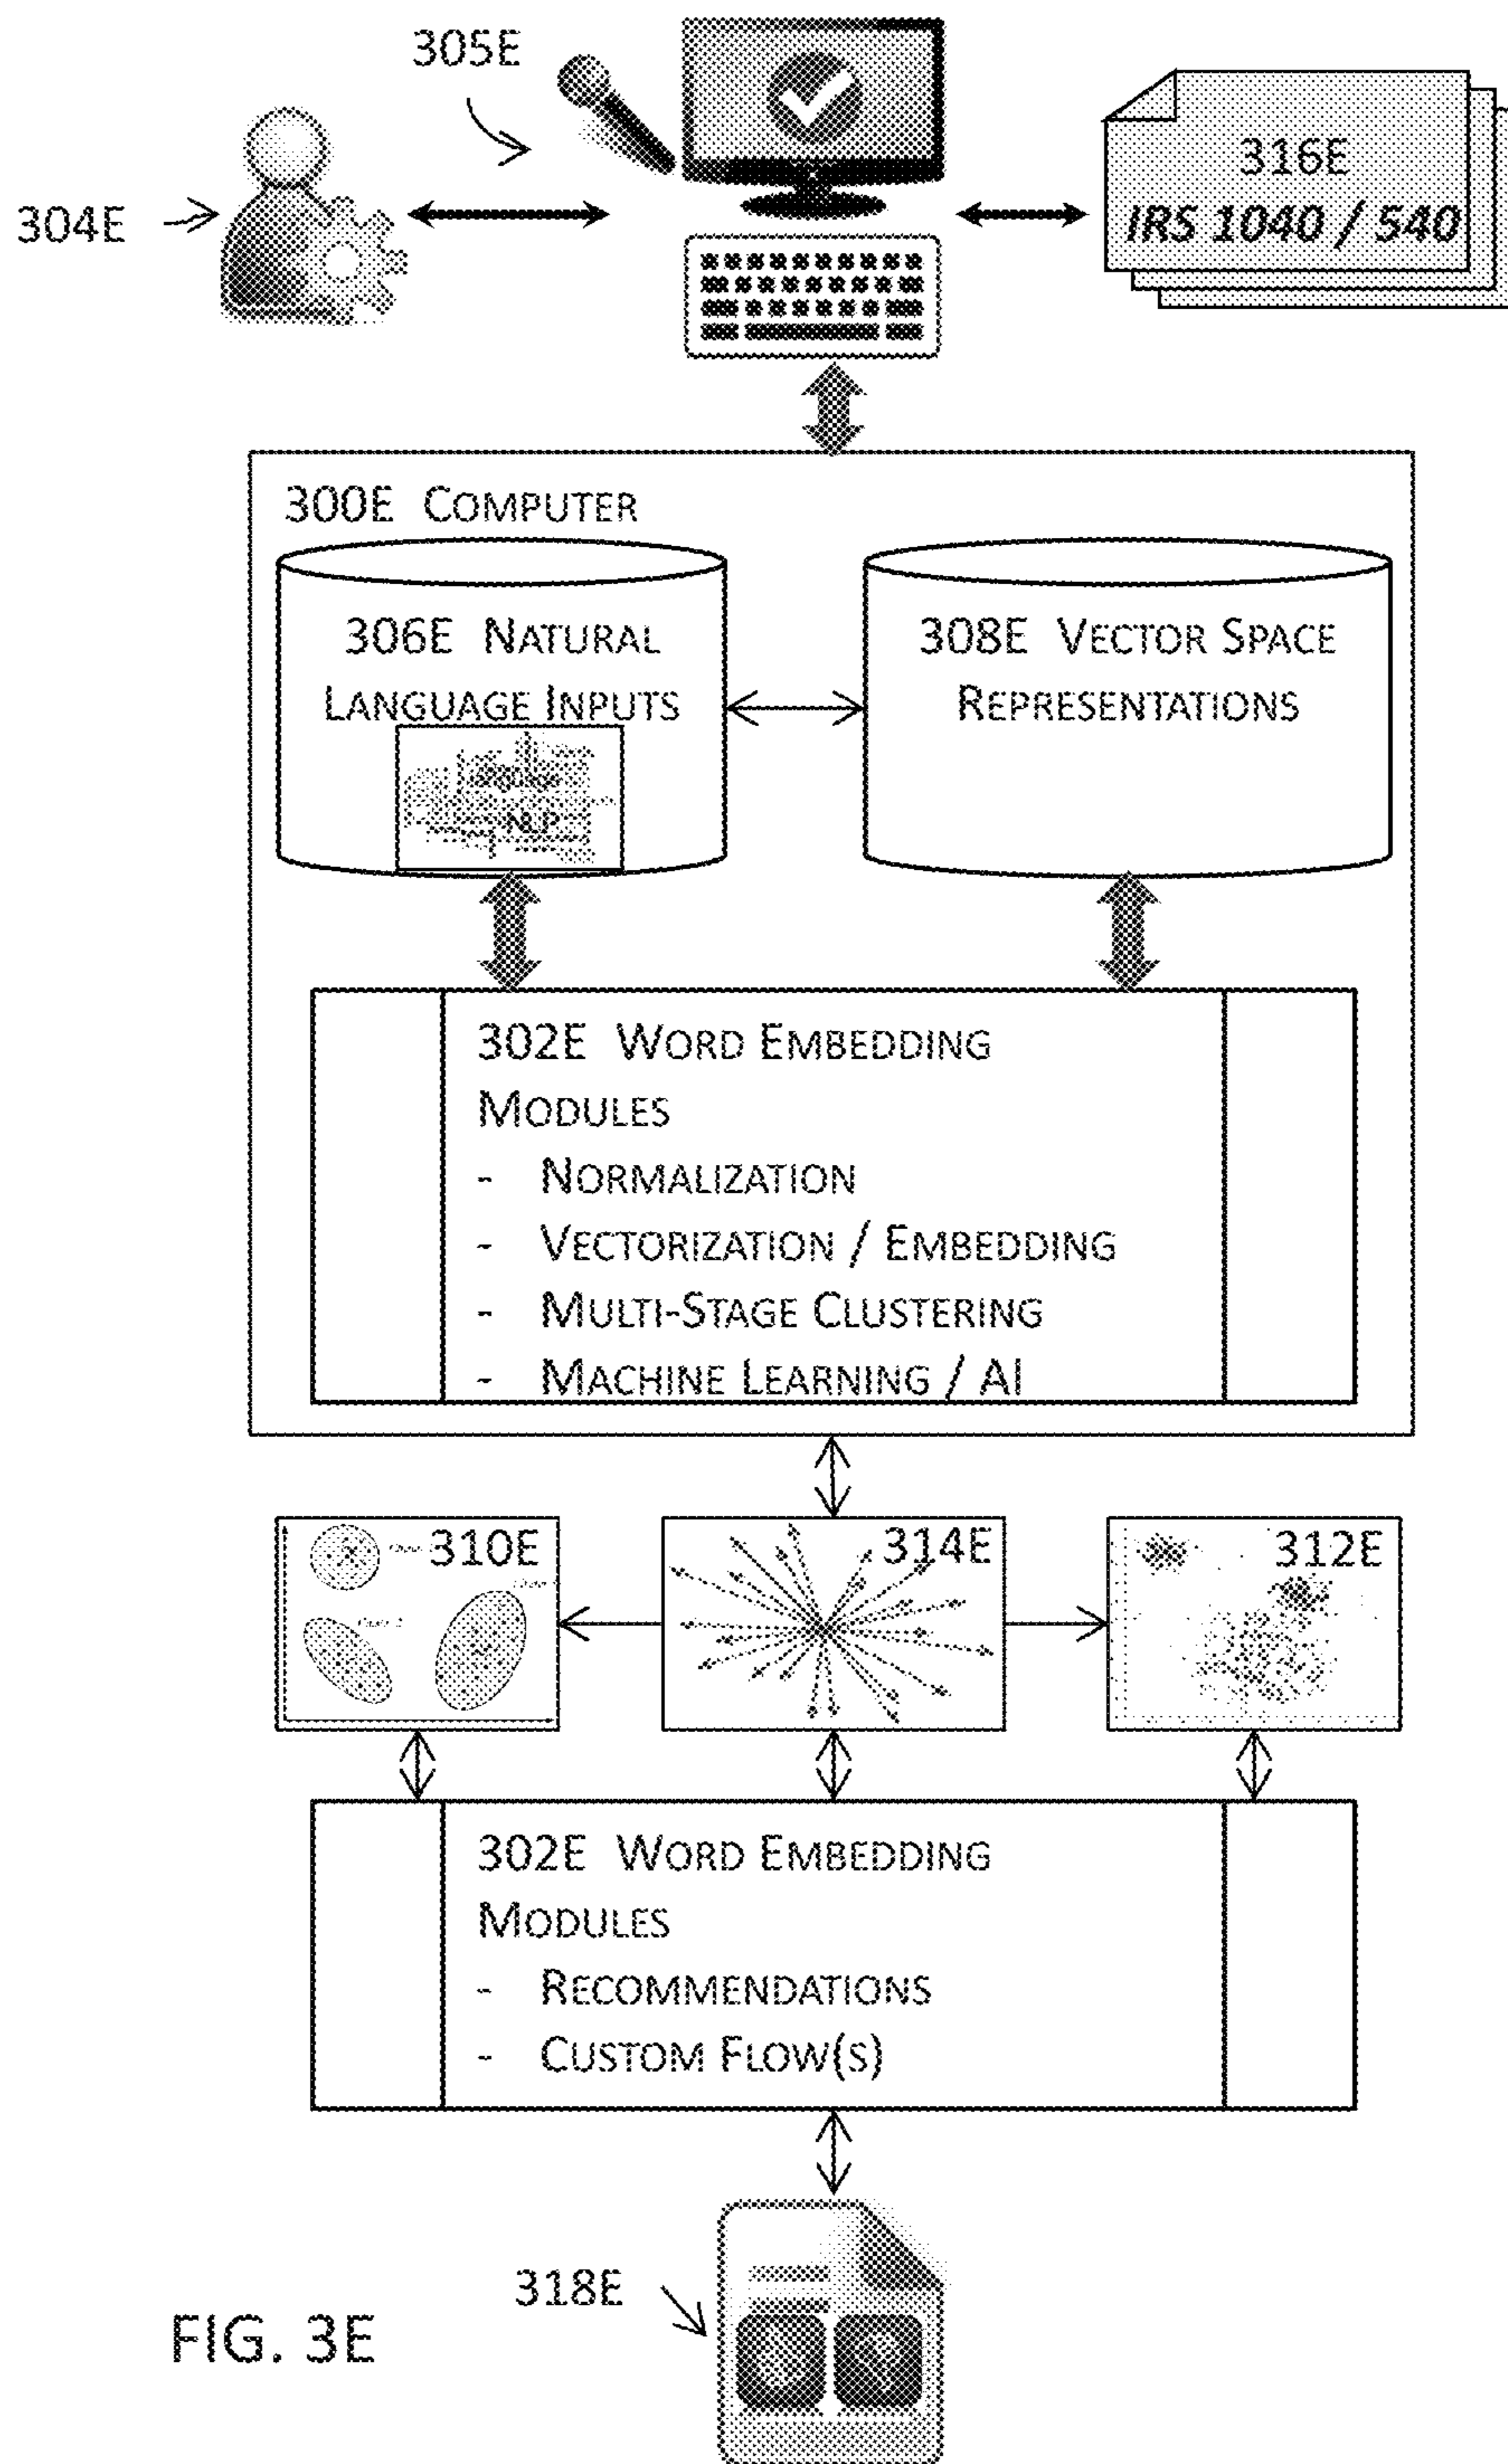 305E
304E
316E
IRS 1040 / 540
300E COMPUTER
306E NATURAL
LANGUAGE INPUTS
NLP
308E VECTOR SPACE
REPRESENTATIONS
302E WORD EMBEDDING
MODULES
- NORMALIZATION
- VECTORIZATION / EMBEDDING
- MULTI-STAGE CLUSTERING
- MACHINE LEARNING / AI
310E
314E
312E
302E WORD EMBEDDING
MODULES
- RECOMMENDATIONS
- CUSTOM FLOW(S)
318E
FIG. 3E